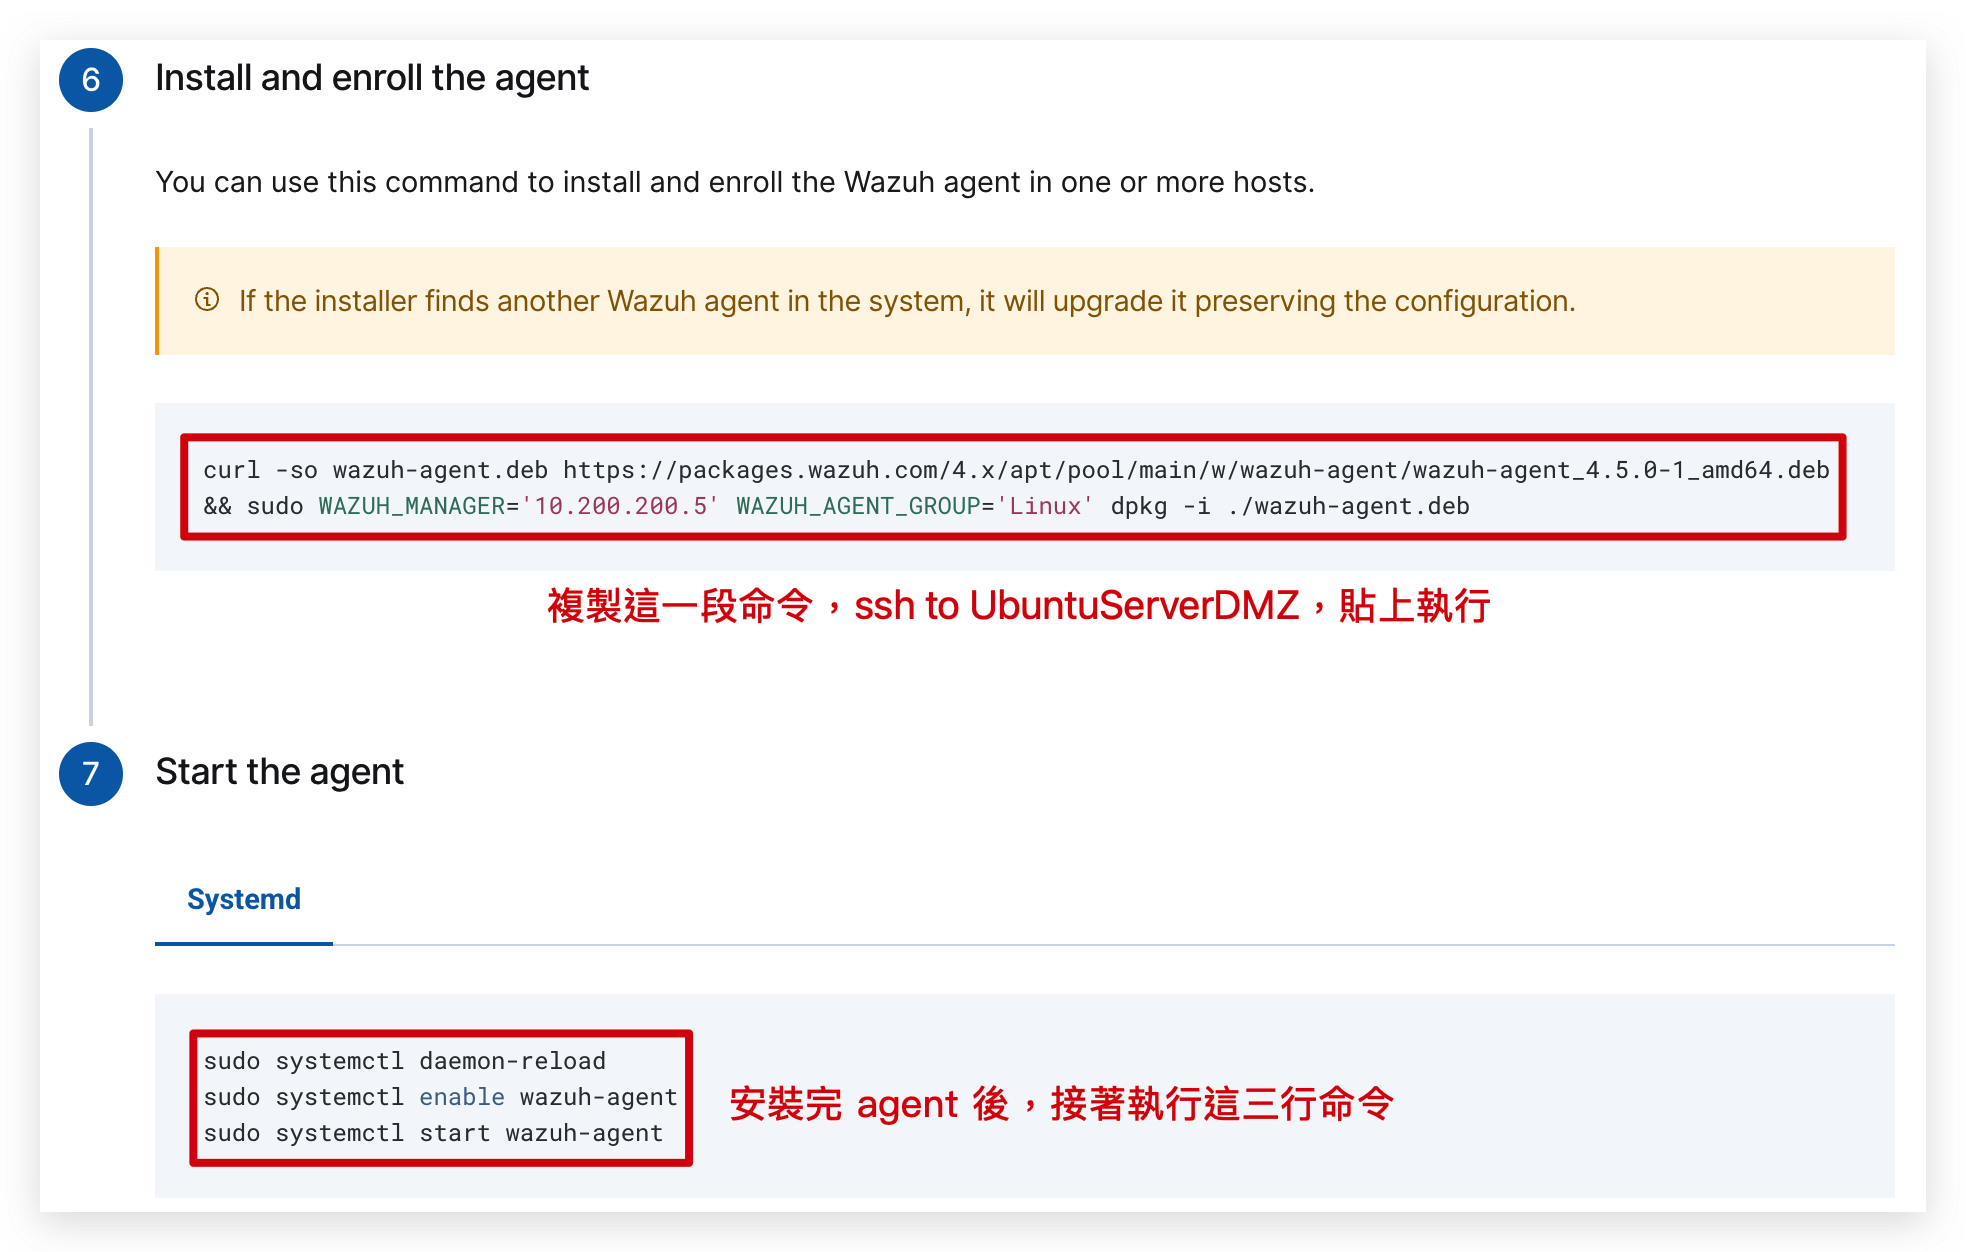 6
Install and enroll the agent
You can use this command to install and enroll the Wazuh agent in one or more hosts.
If the installer finds another Wazuh agent in the system, it will upgrade it preserving the configuration.
curl -so wazuh-agent.deb https://packages.wazuh.com/4.x/apt/pool/main/w/wazuh-agent/wazuh-agent_4.5.0-1_amd64.deb
&& sudo WAZUH_MANAGER='10.200.200.5' WAZUH_AGENT_GROUP='Linux' dpkg -i ./wazuh-agent.deb
複製這一段命令，ssh to UbuntuServerDMZ，貼上執行
7
Start the agent
Systemd
sudo systemctl daemon-reload
sudo systemctl enable wazuh-agent
sudo systemctl start wazuh-agent
安裝完 agent 後，接著執行這三行命令